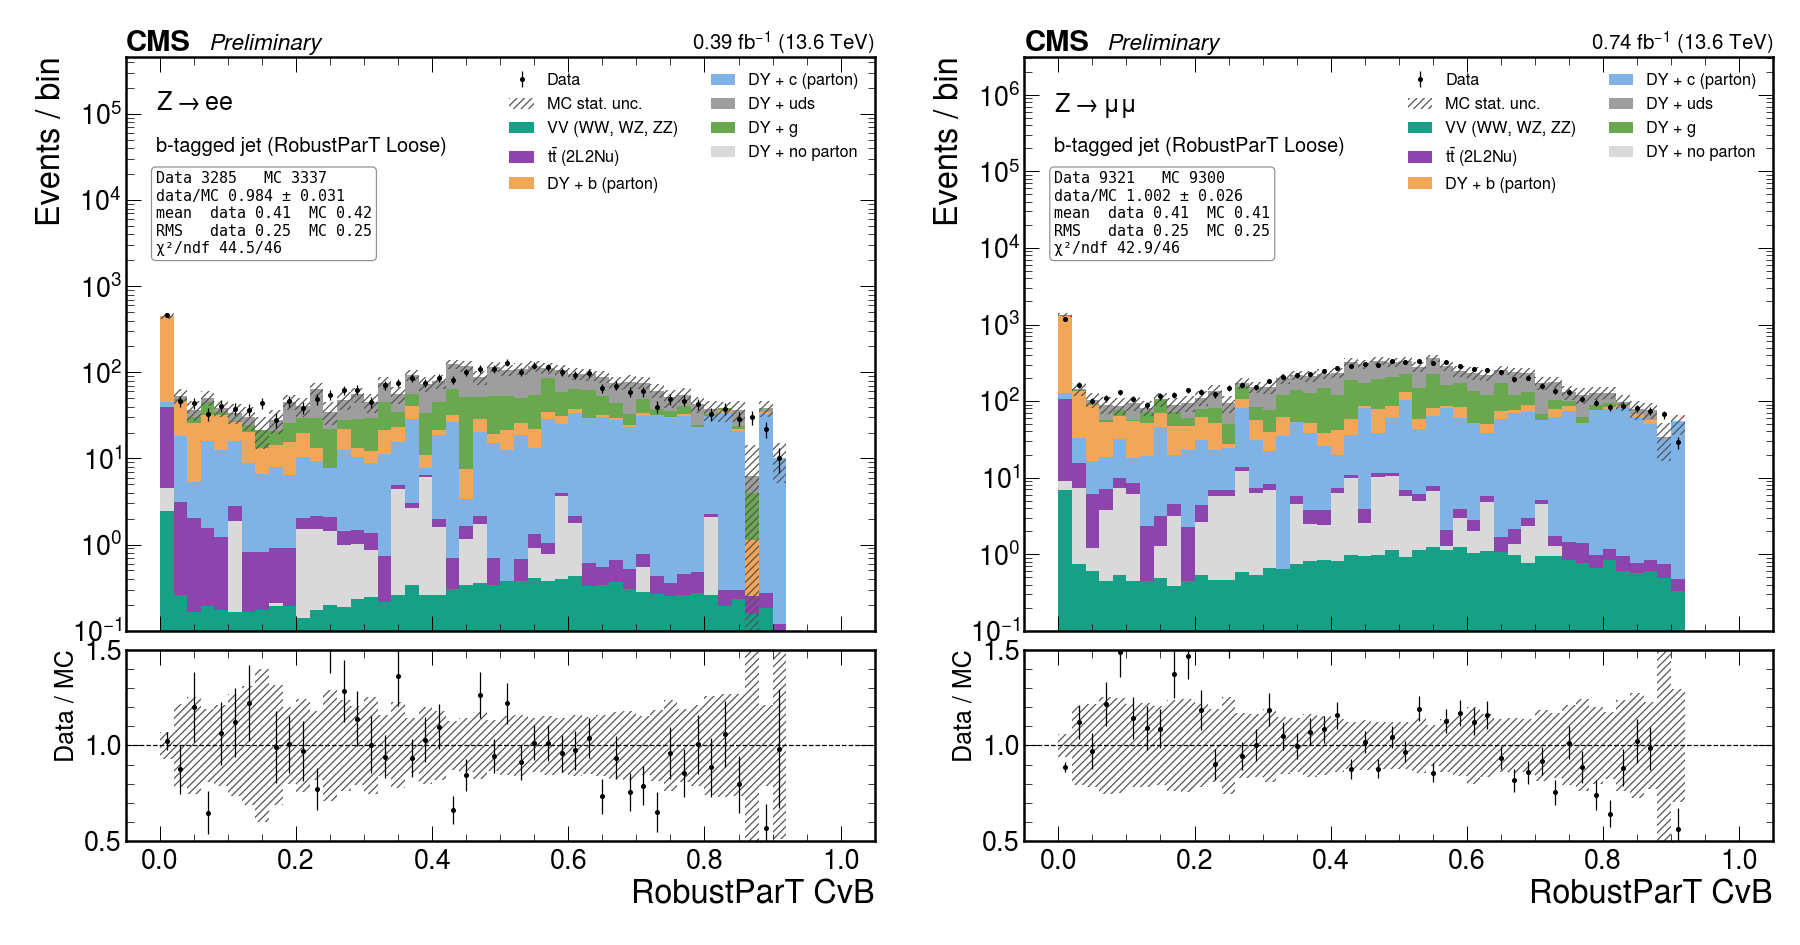 CMS Preliminary 0.39 fb⁻¹ (13.6 TeV)
Events / bin
Z→ee
b-tagged jet (RobustParT Loose)
Data 3285 MC 3337
data/MC 0.984 ± 0.031
mean data 0.41 MC 0.42
RMS data 0.25 MC 0.25
χ²/ndf 44.5/46
Data
MC stat. unc.
VV (WW, WZ, ZZ)
tt̄ (2L2Nu)
DY + b (parton)
DY + c (parton)
DY + uds
DY + g
DY + no parton
10⁵
10⁴
10³
10²
10¹
10⁰
10⁻¹
Data / MC
1.5
1.0
0.5
0.0 0.2 0.4 0.6 0.8 1.0
RobustParT CvB
CMS Preliminary 0.74 fb⁻¹ (13.6 TeV)
Events / bin
Z→μμ
b-tagged jet (RobustParT Loose)
Data 9321 MC 9300
data/MC 1.002 ± 0.026
mean data 0.41 MC 0.41
RMS data 0.25 MC 0.25
χ²/ndf 42.9/46
Data
MC stat. unc.
VV (WW, WZ, ZZ)
tt̄ (2L2Nu)
DY + b (parton)
DY + c (parton)
DY + uds
DY + g
DY + no parton
10⁶
10⁵
10⁴
10³
10²
10¹
10⁰
10⁻¹
Data / MC
1.5
1.0
0.5
0.0 0.2 0.4 0.6 0.8 1.0
RobustParT CvB